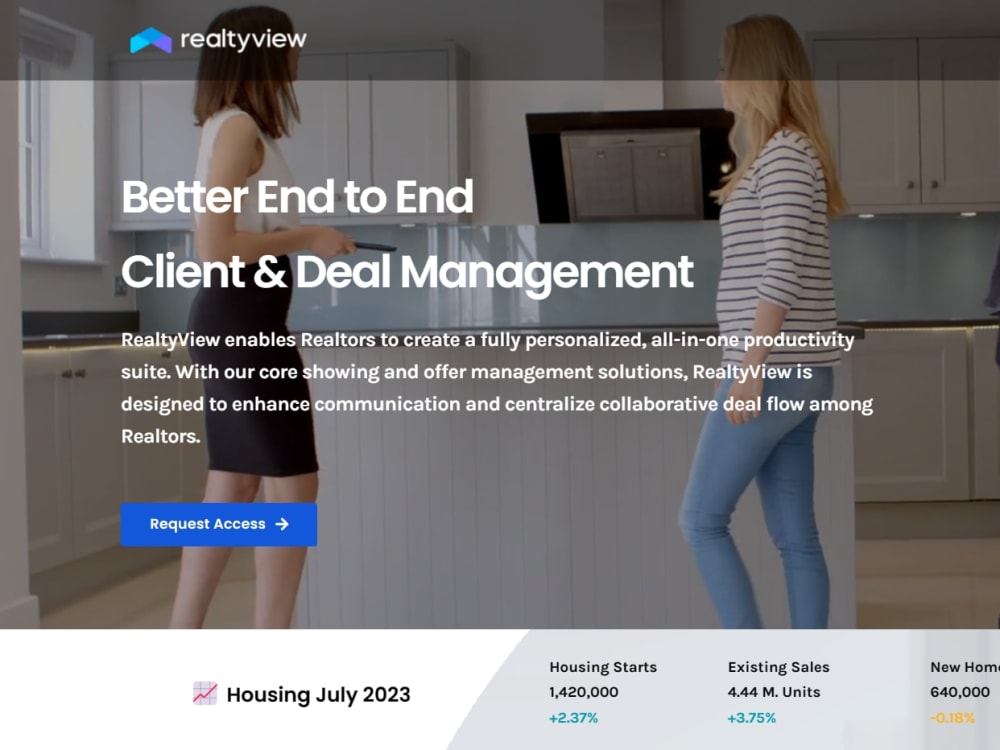 realtyview
Better End to End
Client & Deal Management
RealtyView enables Realtors to create a fully personalized, all-in-one productivity
suite. With our core showing and offer management solutions, RealtyView is
designed to enhance communication and centralize collaborative deal flow among
Realtors.
Request Access →
Housing July 2023
Housing Starts
1,420,000
+2.37%
Existing Sales
4.44 M. Units
+3.75%
New Home
640,000
-0.18%